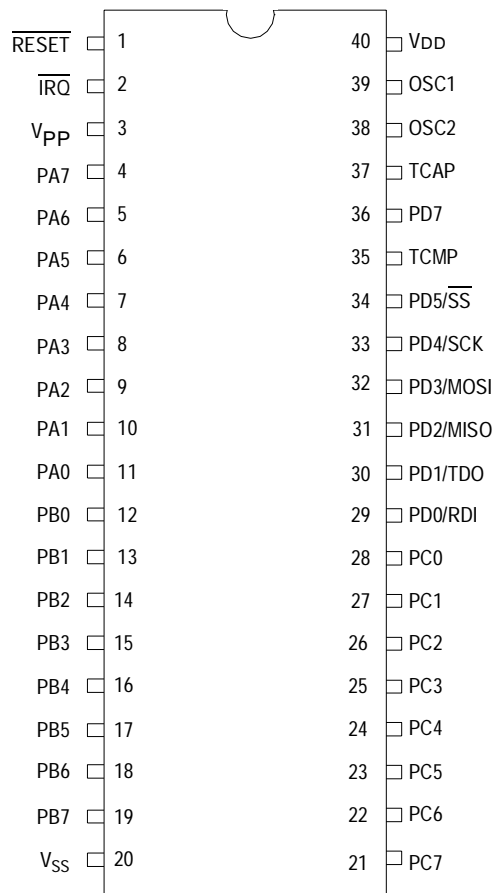 RESET 1 40 VDD
IRQ 2 39 OSC1
VPP 3 38 OSC2
PA7 4 37 TCAP
PA6 5 36 PD7
PA5 6 35 TCMP
PA4 7 34 PD5/SS
PA3 8 33 PD4/SCK
PA2 9 32 PD3/MOSI
PA1 10 31 PD2/MISO
PA0 11 30 PD1/TDO
PB0 12 29 PD0/RDI
PB1 13 28 PC0
PB2 14 27 PC1
PB3 15 26 PC2
PB4 16 25 PC3
PB5 17 24 PC4
PB6 18 23 PC5
PB7 19 22 PC6
VSS 20 21 PC7